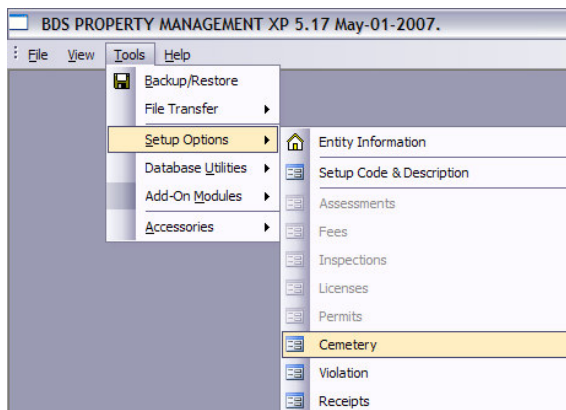 BDS PROPERTY MANAGEMENT XP 5.17 May-01-2007.
File View Tools Help
Backup/Restore
File Transfer
Setup Options
Database Utilities
Add-On Modules
Accessories
Entity Information
Setup Code & Description
Assessments
Fees
Inspections
Licenses
Permits
Cemetery
Violation
Receipts